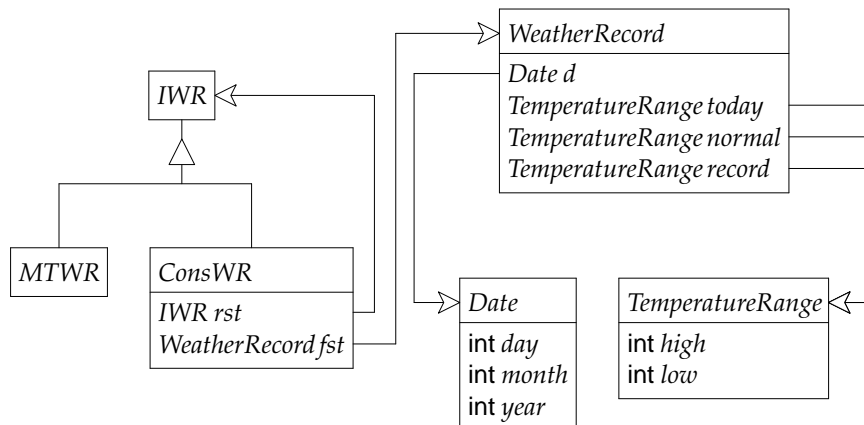 WeatherRecord
Date d
TemperatureRange today
TemperatureRange normal
TemperatureRange record
IWR
MTWR
ConsWR
IWR rst
WeatherRecord fst
Date
int day
int month
int year
TemperatureRange
int high
int low